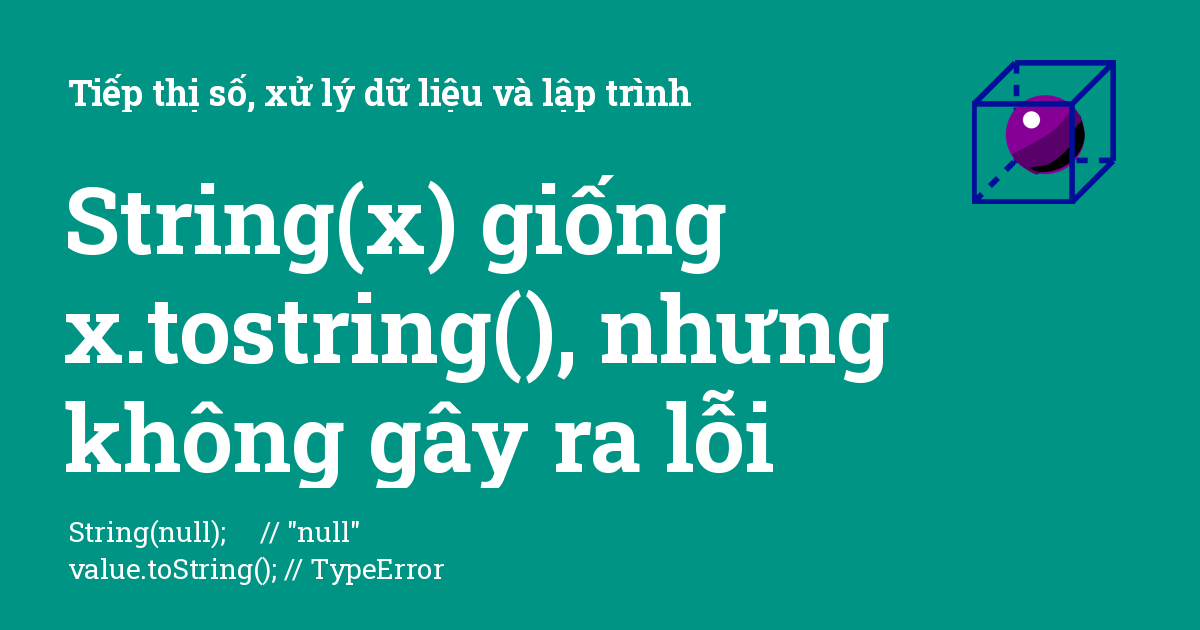 Tiếp thị số, xử lý dữ liệu và lập trình
String(x) giống
x.tostring(), nhưng
không gây ra lỗi
String(null); // "null"
value.toString(); // TypeError